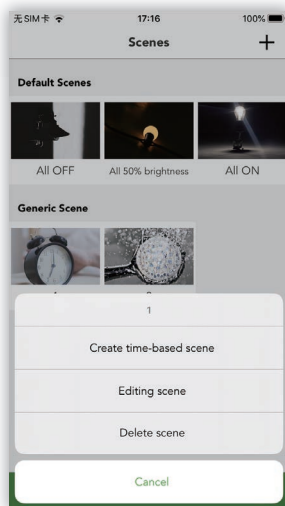 无SIM卡 17:16 100%
Scenes +
Default Scenes
All OFF All 50% brightness All ON
Generic Scene
1
Create time-based scene
Editing scene
Delete scene
Cancel